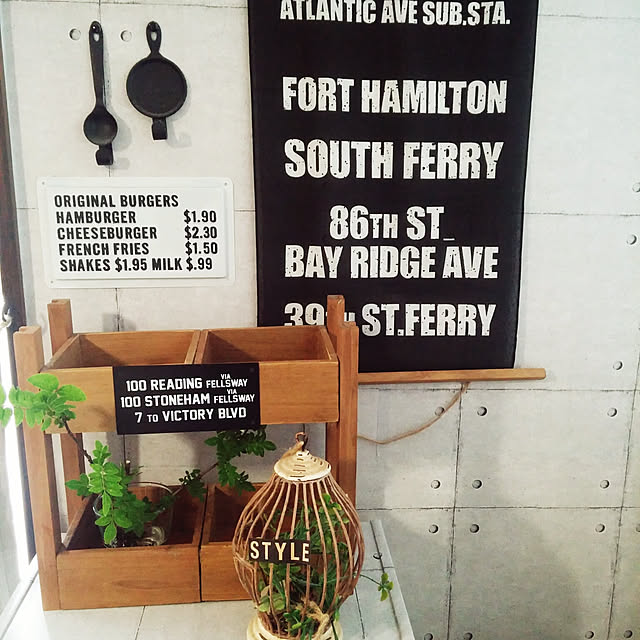 ATLANTIC AVE SUB.STA.
FORT HAMILTON
SOUTH FERRY
86TH ST_
BAY RIDGE AVE
39TH ST.FERRY
ORIGINAL BURGERS
HAMBURGER $1.90
CHEESEBURGER $2.30
FRENCH FRIES $1.50
SHAKES $1.95 MILK $.99
100 READING VIA FELLSWAY
100 STONEHAM VIA FELLSWAY
7 TO VICTORY BLVD
STYLE